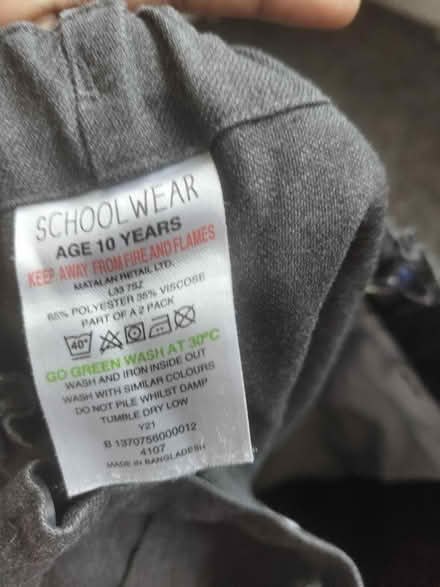 SCHOOLWEAR
AGE 10 YEARS
KEEP AWAY FROM FIRE AND FLAMES
MATALAN RETAIL LTD.
L33 7SZ
65% POLYESTER 35% VISCOSE
PART OF A 2 PACK
40°
GO GREEN WASH AT 30°C
WASH AND IRON INSIDE OUT
WASH WITH SIMILAR COLOURS
DO NOT PILE WHILST DAMP
TUMBLE DRY LOW
Y21
B 1370756000012
4107
MADE IN BANGLADESH